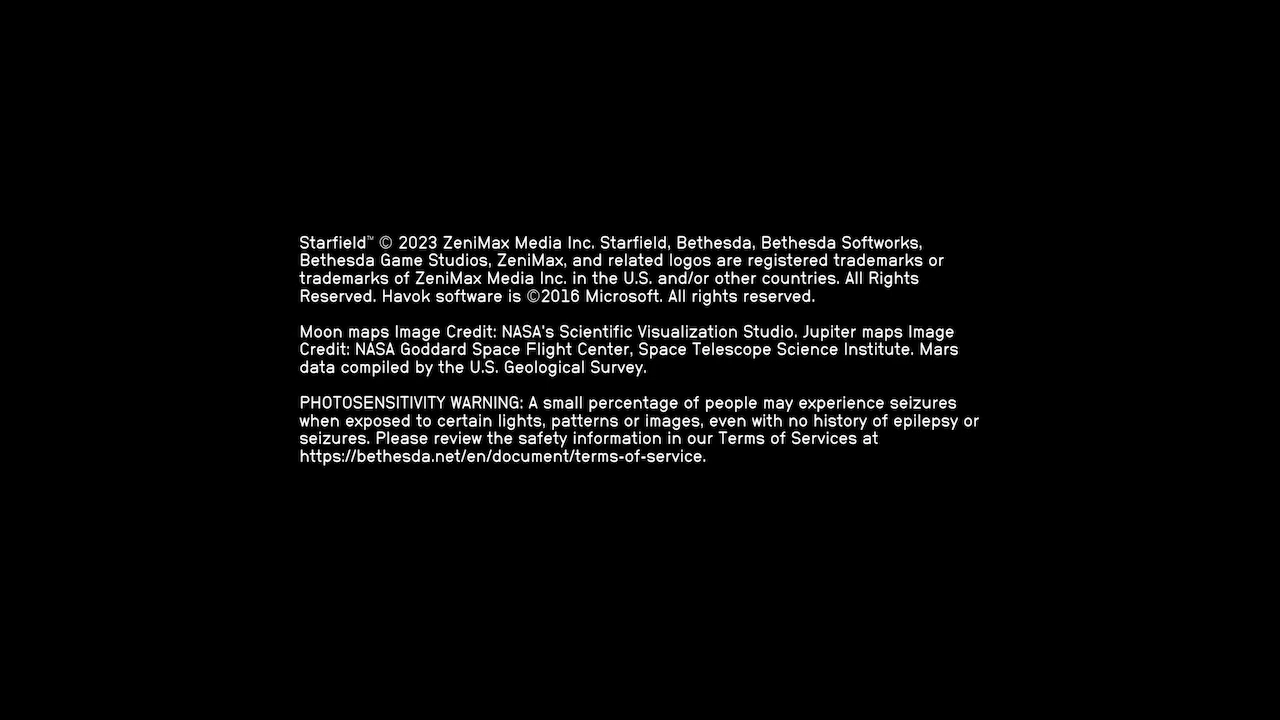 Starfield™ © 2023 ZeniMax Media Inc. Starfield, Bethesda, Bethesda Softworks,
Bethesda Game Studios, ZeniMax, and related logos are registered trademarks or
trademarks of ZeniMax Media Inc. in the U.S. and/or other countries. All Rights
Reserved. Havok software is ©2016 Microsoft. All rights reserved.
Moon maps Image Credit: NASA's Scientific Visualization Studio. Jupiter maps Image
Credit: NASA Goddard Space Flight Center, Space Telescope Science Institute. Mars
data compiled by the U.S. Geological Survey.
PHOTOSENSITIVITY WARNING: A small percentage of people may experience seizures
when exposed to certain lights, patterns or images, even with no history of epilepsy or
seizures. Please review the safety information in our Terms of Services at
https://bethesda.net/en/document/terms-of-service.